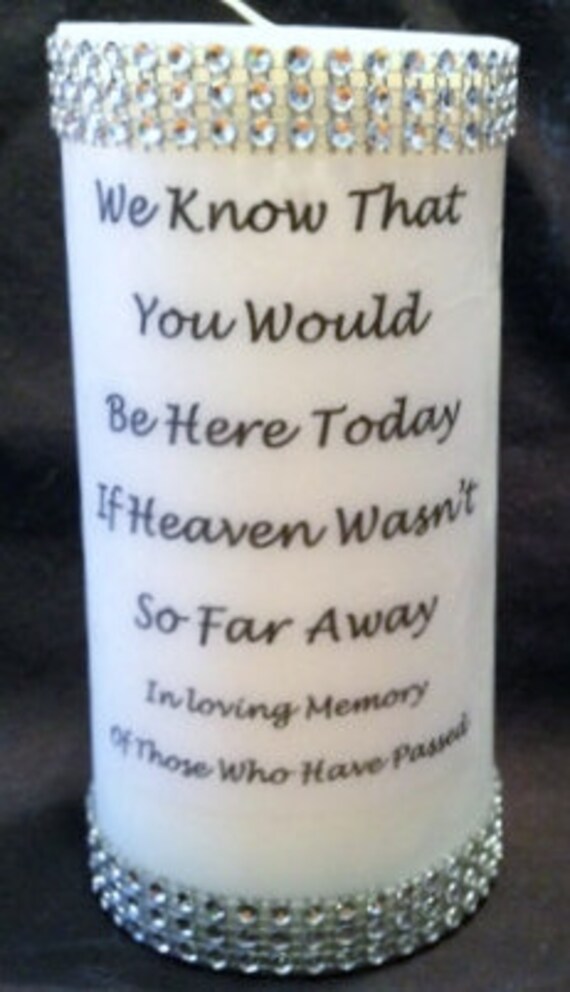 We Know That
You Would
Be Here Today
If Heaven Wasn't
So Far Away
In loving Memory
Of Those Who Have Passed